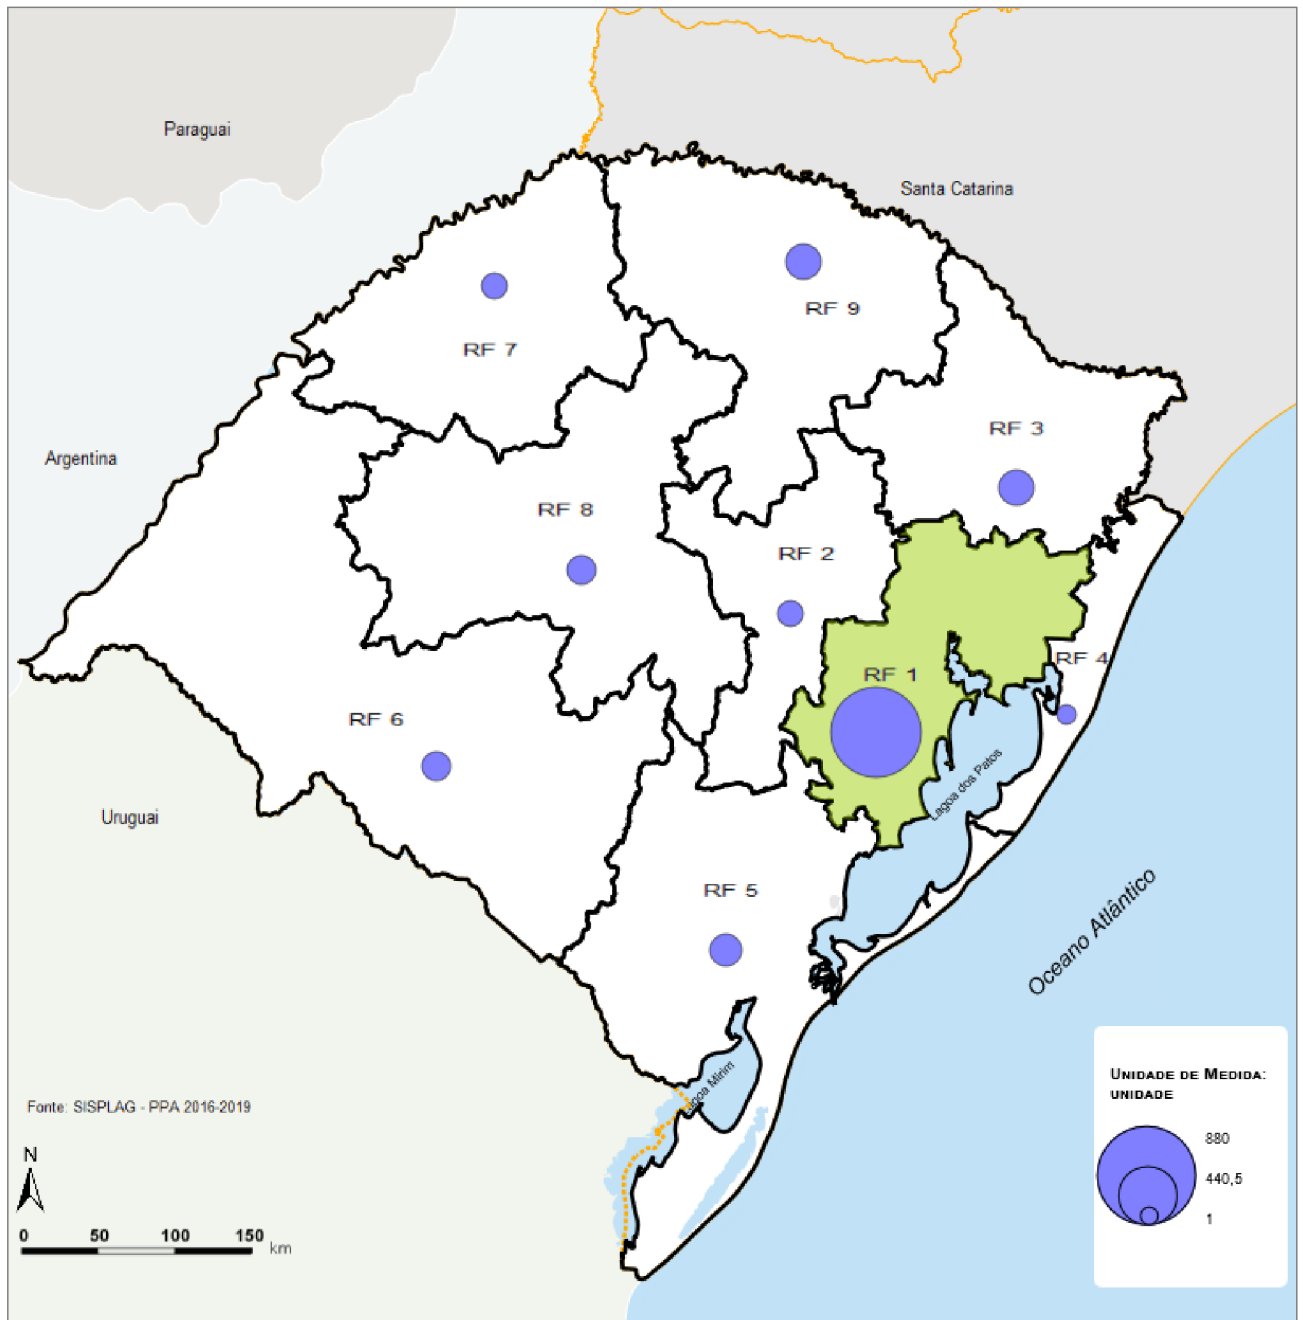 Paraguai
Santa Catarina
RF 9
RF 7
RF 3
Argentina
RF 8
RF 2
RF 4
RF 1
RF 6
Lagoa dos Patos
Uruguai
RF 5
Oceano Atlântico
Lagoa Mirim
UNIDADE DE MEDIDA:
UNIDADE
880
440,5
1
Fonte: SISPLAG - PPA 2016-2019
N
0 50 100 150
km